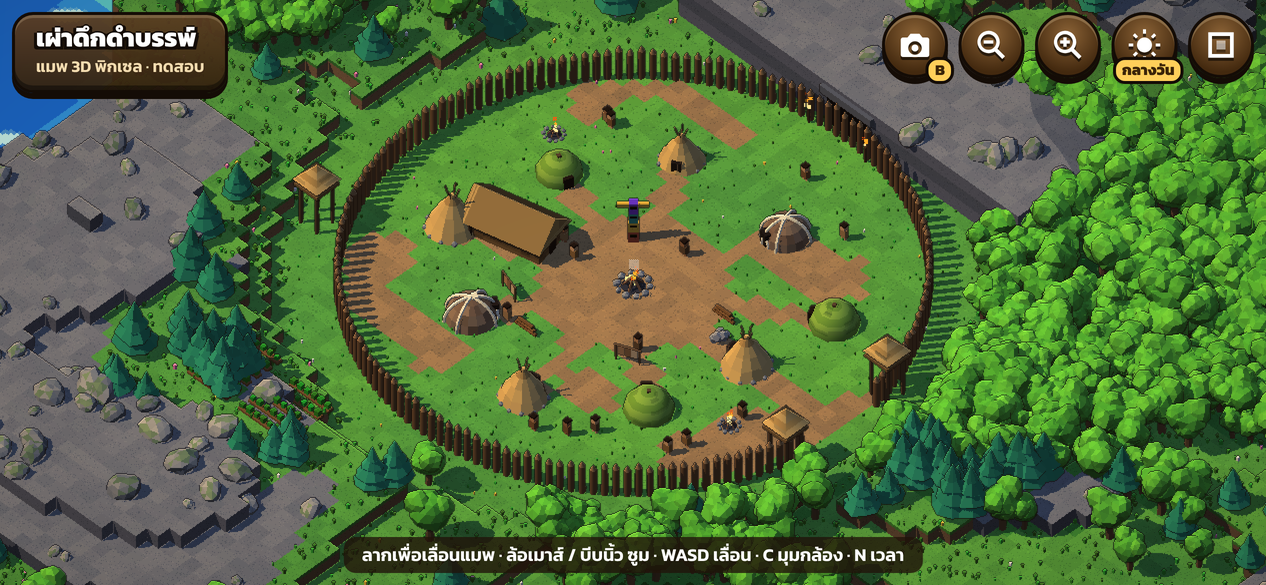 เผ่าดึกดำบรรพ์
แมพ 3D พิกเซล · ทดสอบ
B
กลางวัน
ลากเพื่อเลื่อนแมพ · ล้อเมาส์ / บีบนิ้ว ซูม · WASD เลื่อน · C มุมกล้อง · N เวลา